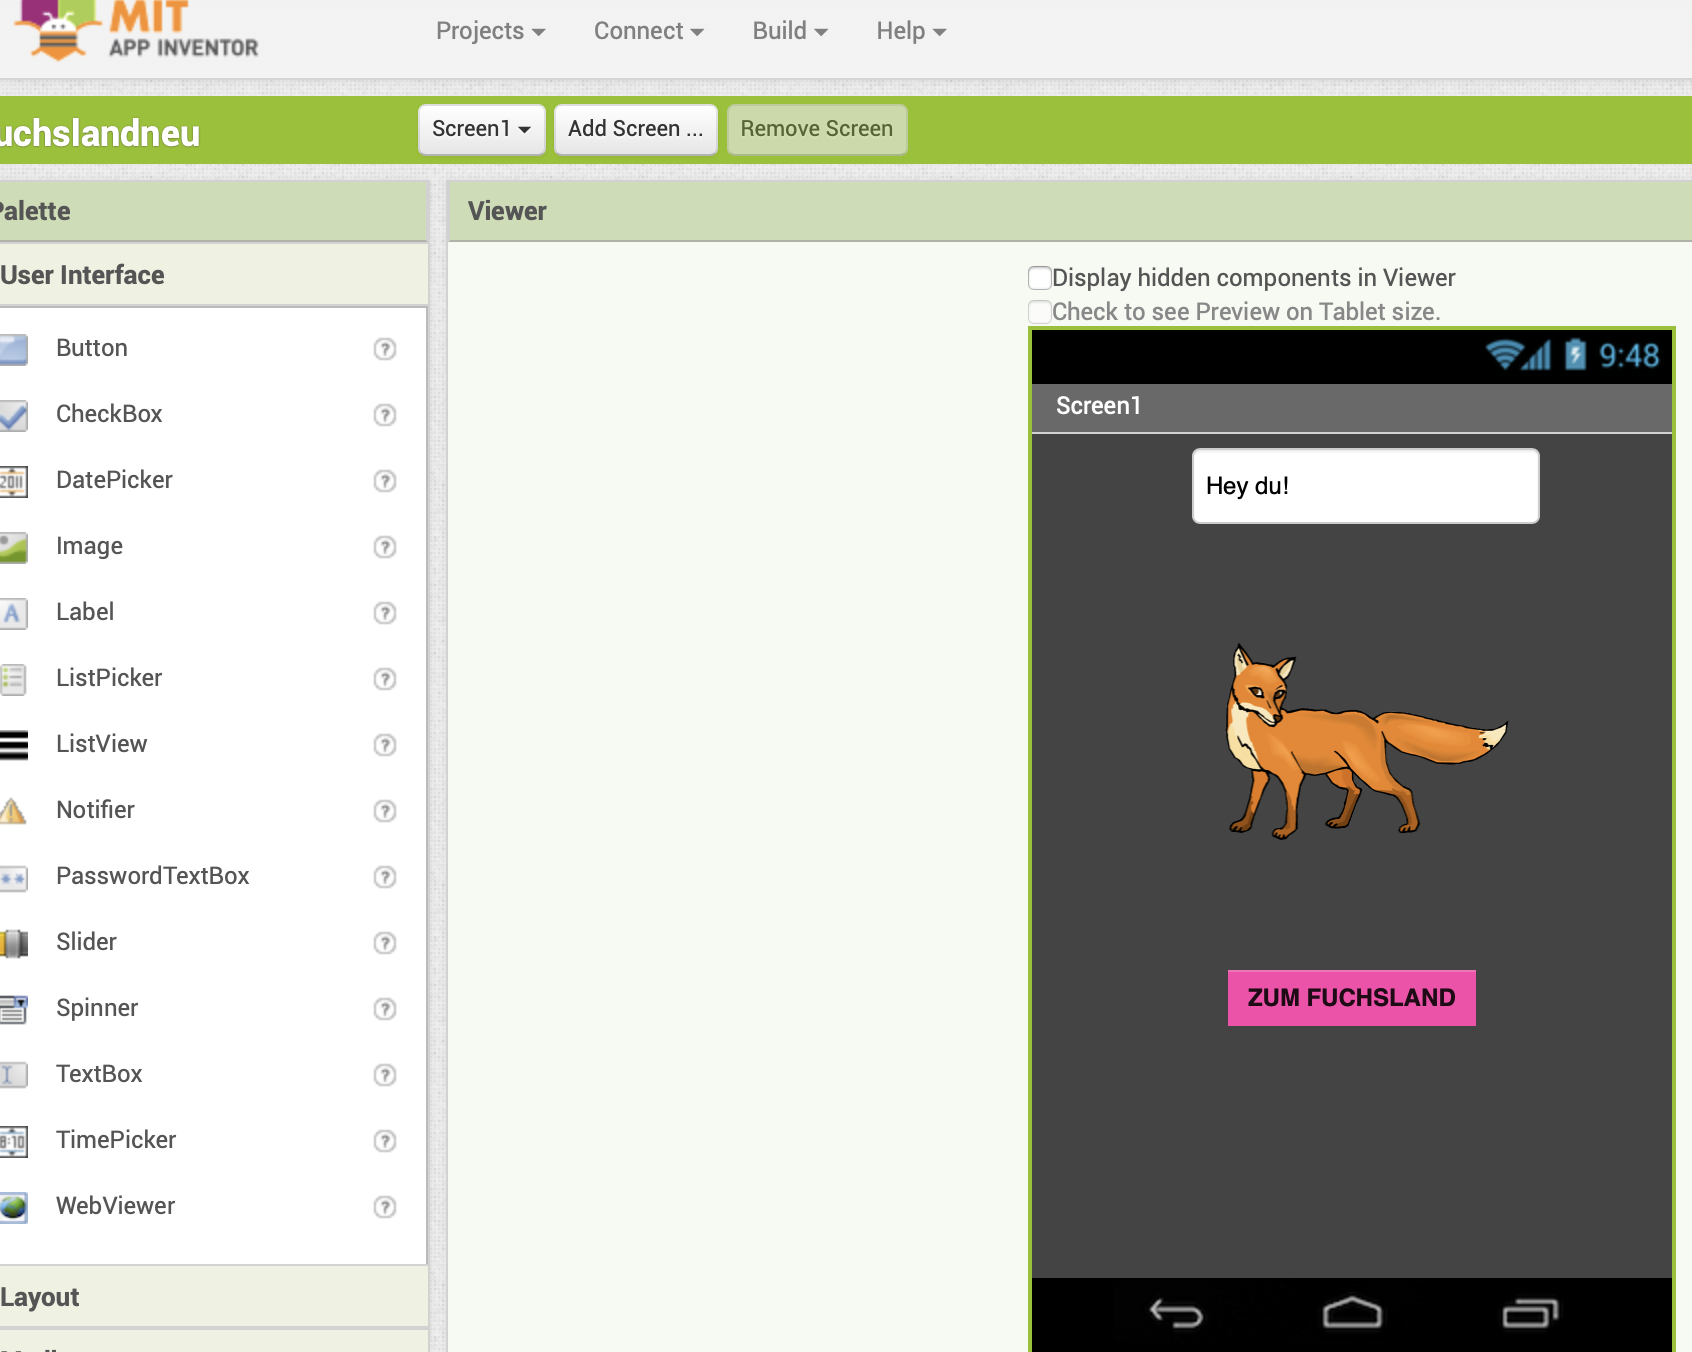 MIT
APP INVENTOR
Projects
Connect
Build
Help
uchslandneu
Screen1
Add Screen ...
Remove Screen
Palette
Viewer
User Interface
Button
CheckBox
DatePicker
Image
Label
ListPicker
ListView
Notifier
PasswordTextBox
Slider
Spinner
TextBox
TimePicker
WebViewer
Layout
Display hidden components in Viewer
Check to see Preview on Tablet size.
9:48
Screen1
Hey du!
ZUM FUCHSLAND